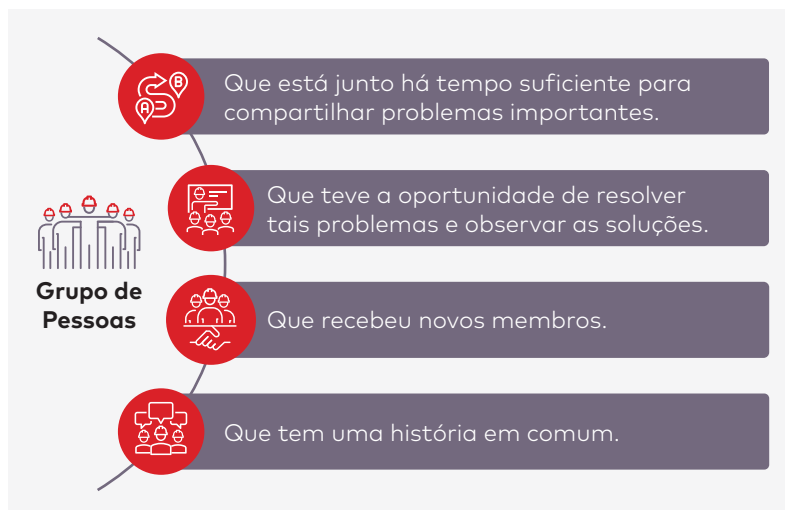 Que está junto há tempo suficiente para
compartilhar problemas importantes.
Que teve a oportunidade de resolver
tais problemas e observar as soluções.
Grupo de
Pessoas
Que recebeu novos membros.
Que tem uma história em comum.
A
B